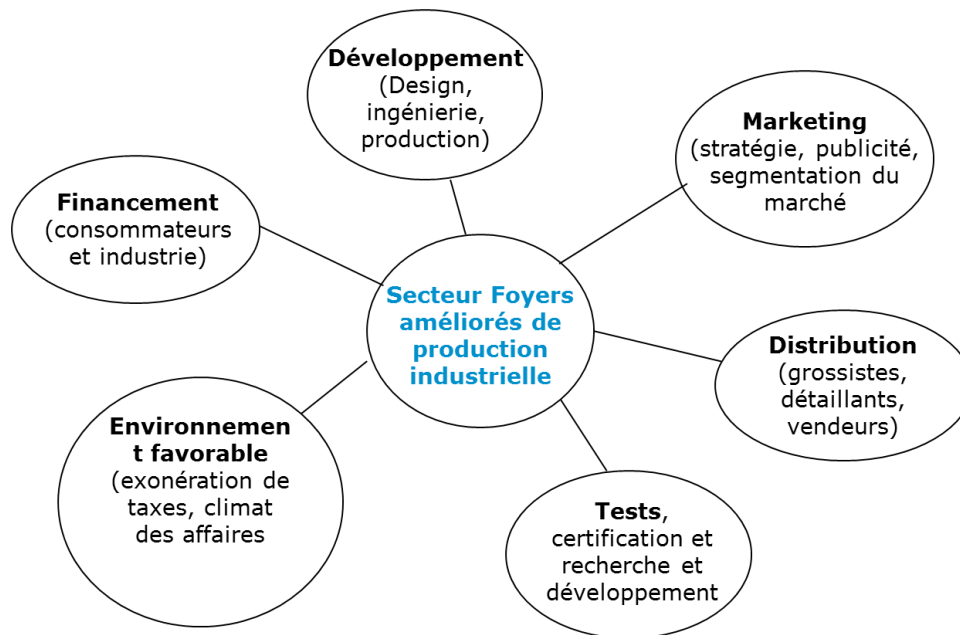 Développement
(Design,
ingénierie,
production)
Marketing
(stratégie, publicité,
segmentation du
marché
Financement
(consommateurs
et industrie)
Secteur Foyers
améliorés de
production
industrielle
Distribution
(grossistes,
détaillants,
vendeurs)
Environnemen
t favorable
(exonération de
taxes, climat
des affaires
Tests,
certification et
recherche et
développement